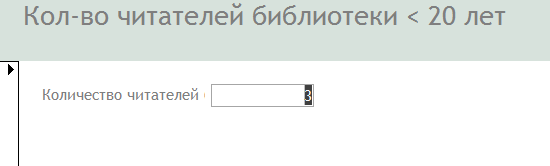 Кол-во читателей библиотеки < 20 лет
Количество читателей
3